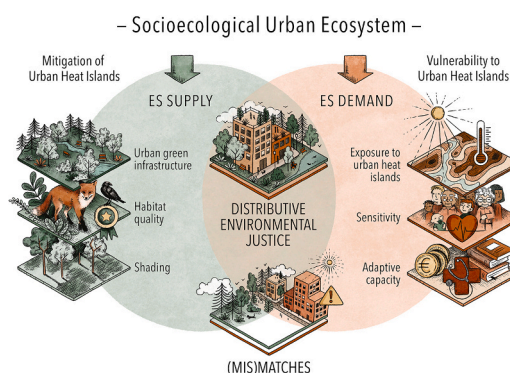 – Socioecological Urban Ecosystem –
Mitigation of
Urban Heat Islands
Vulnerability to
Urban Heat Islands
ES SUPPLY
ES DEMAND
Urban green
infrastructure
Habitat
quality
Shading
DISTRIBUTIVE
ENVIRONMENTAL
JUSTICE
Exposure to
urban heat
islands
Sensitivity
Adaptive
capacity
€
!
(MIS)MATCHES